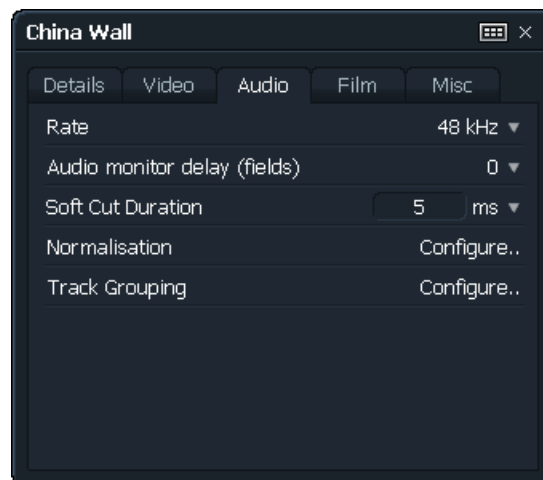 China Wall
Details Video Audio Film Misc
Rate 48 kHz
Audio monitor delay (fields) 0
Soft Cut Duration 5 ms
Normalisation Configure..
Track Grouping Configure..